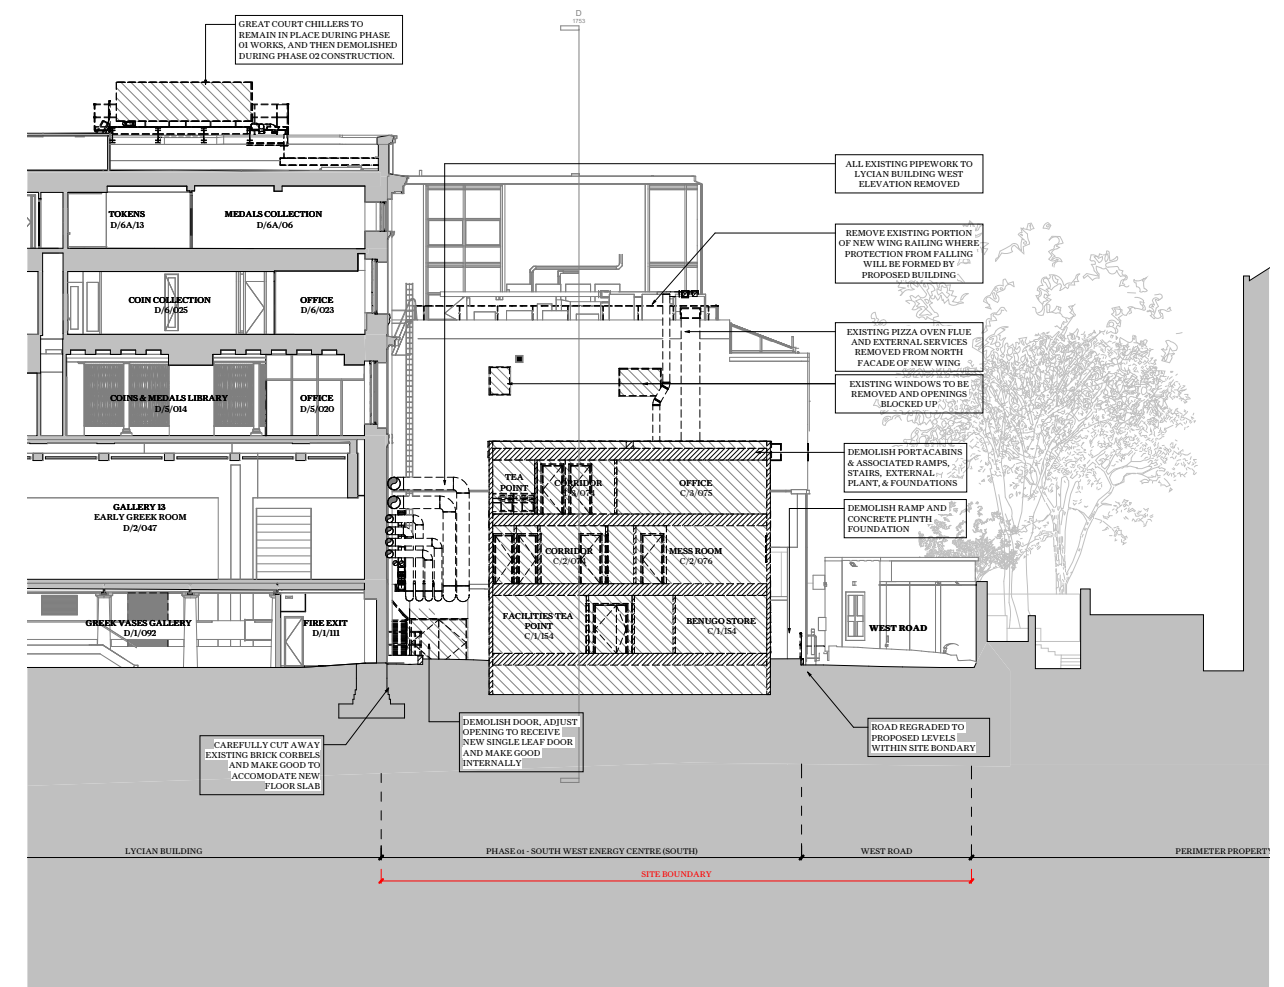 D
1753
GREAT COURT CHILLERS TO
REMAIN IN PLACE DURING PHASE
01 WORKS, AND THEN DEMOLISHED
DURING PHASE 02 CONSTRUCTION.
ALL EXISTING PIPEWORK TO
LYCIAN BUILDING WEST
ELEVATION REMOVED
TOKENS
D/6A/13
MEDALS COLLECTION
D/6A/06
REMOVE EXISTING PORTION
OF NEW WING RAILING WHERE
PROTECTION FROM FALLING
WILL BE FORMED BY
PROPOSED BUILDING
COIN COLLECTION
D/6/025
OFFICE
D/6/023
EXISTING PIZZA OVEN FLUE
AND EXTERNAL SERVICES
REMOVED FROM NORTH
FACADE OF NEW WING
EXISTING WINDOWS TO BE
REMOVED AND OPENINGS
BLOCKED UP
COINS & MEDALS LIBRARY
D/5/014
OFFICE
D/5/020
DEMOLISH PORTACABINS
& ASSOCIATED RAMPS,
STAIRS, EXTERNAL
PLANT, & FOUNDATIONS
TEA
POINT
CORRIDOR
OFFICE
C/3/075
GALLERY 13
EARLY GREEK ROOM
D/2/047
DEMOLISH RAMP AND
CONCRETE PLINTH
FOUNDATION
CORRIDOR
MESS ROOM
C/2/076
GREEK VASES GALLERY
D/1/092
FIRE EXIT
D/1/111
FACILITIES TEA
POINT
C/1/154
BENUGO STORE
C/1/154
WEST ROAD
CAREFULLY CUT AWAY
EXISTING BRICK CORBELS
AND MAKE GOOD TO
ACCOMODATE NEW
FLOOR SLAB
DEMOLISH DOOR, ADJUST
OPENING TO RECEIVE
NEW SINGLE LEAF DOOR
AND MAKE GOOD
INTERNALLY
ROAD REGRADED TO
PROPOSED LEVELS
WITHIN SITE BONDARY
LYCIAN BUILDING
PHASE 01 - SOUTH WEST ENERGY CENTRE (SOUTH)
WEST ROAD
PERIMETER PROPERTY
SITE BOUNDARY